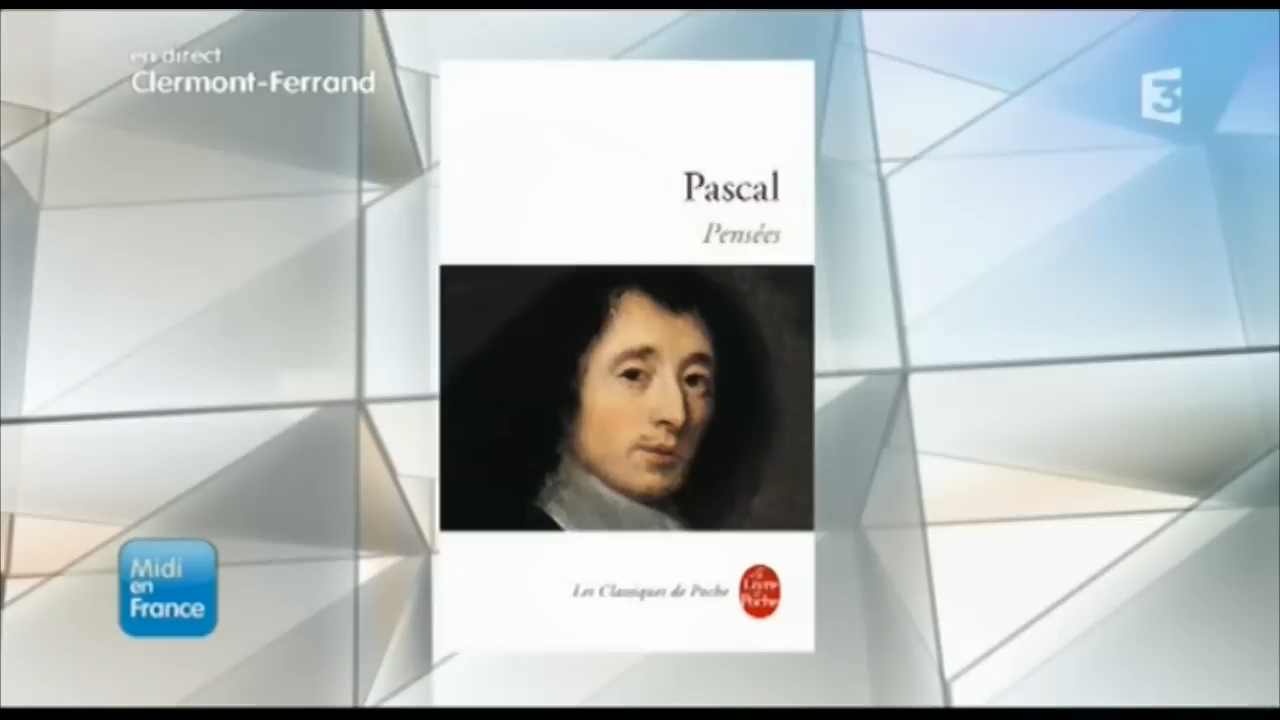 en direct
Clermont-Ferrand
3
Pascal
Pensées
Les Classiques de Poche
Le
Livre
de
Poche
Midi
en
France